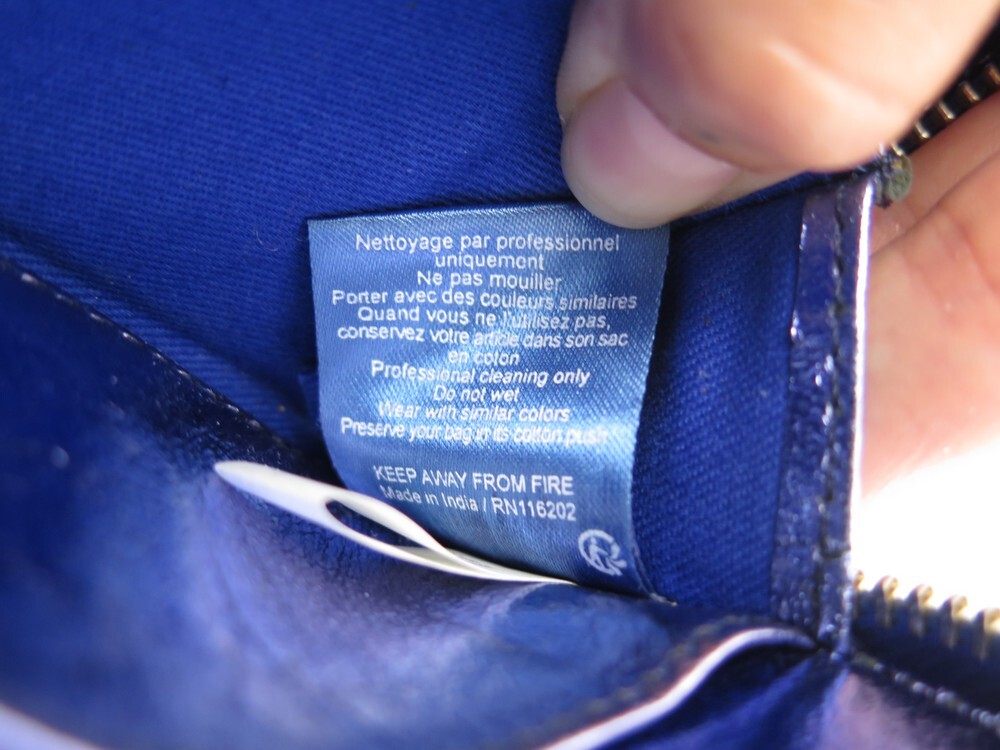 Nettoyage par professionnel
uniquement
Ne pas mouiller
Porter avec des couleurs similaires
Quand vous ne l'utilisez pas,
conservez votre article dans son sac
en coton
Professional cleaning only
Do not wet
Wear with similar colors
Preserve your bag in its cotton push
KEEP AWAY FROM FIRE
Made in India / RN116202